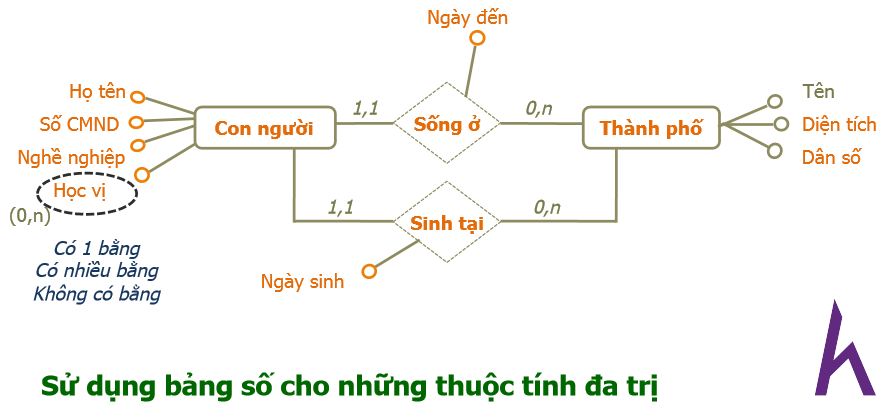 Ngày đến
Họ tên
Số CMND
Nghề nghiệp
Học vị
(0,n)
Con người
1,1
Sống ở
0,n
Thành phố
Tên
Diện tích
Dân số
1,1
Sinh tại
0,n
Ngày sinh
Có 1 bằng
Có nhiều bằng
Không có bằng
Sử dụng bảng số cho những thuộc tính đa trị